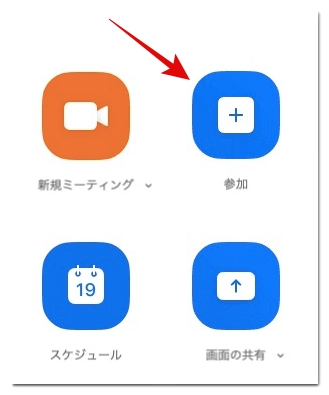 新規ミーティング
参加
19
スケジュール
画面の共有